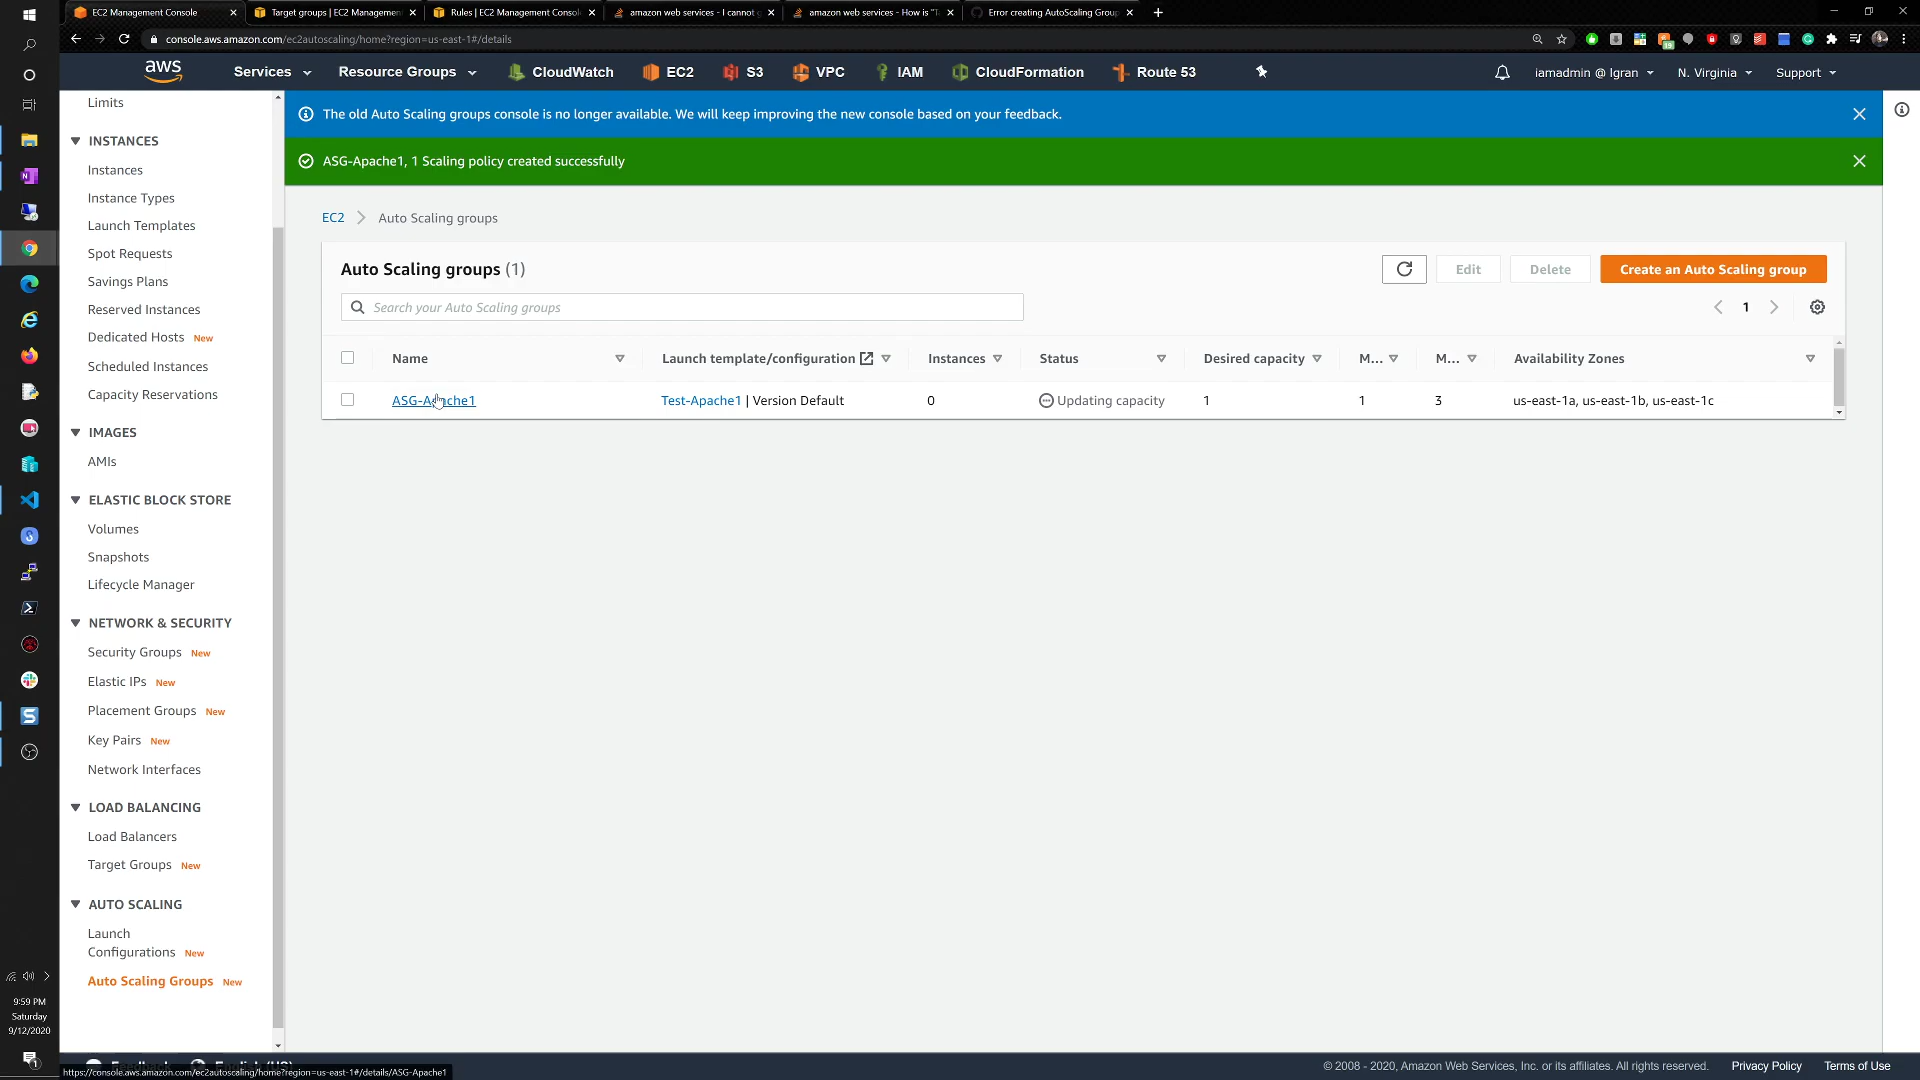 EC2 Management Console
Target groups | EC2 Managemen
Rules | EC2 Management Consol
amazon web services - I cannot g
amazon web services - How is "T
Error creating AutoScaling Group
console.aws.amazon.com/ec2autoscaling/home?region=us-east-1#/details
aws
Services
Resource Groups
CloudWatch
EC2
S3
VPC
IAM
CloudFormation
Route 53
iamadmin @ lgran
N. Virginia
Support
Limits
INSTANCES
Instances
Instance Types
Launch Templates
Spot Requests
Savings Plans
Reserved Instances
Dedicated Hosts New
Scheduled Instances
Capacity Reservations
IMAGES
AMIs
ELASTIC BLOCK STORE
Volumes
Snapshots
Lifecycle Manager
NETWORK & SECURITY
Security Groups New
Elastic IPs New
Placement Groups New
Key Pairs New
Network Interfaces
LOAD BALANCING
Load Balancers
Target Groups New
AUTO SCALING
Launch
Configurations New
Auto Scaling Groups New
The old Auto Scaling groups console is no longer available. We will keep improving the new console based on your feedback.
ASG-Apache1, 1 Scaling policy created successfully
EC2 > Auto Scaling groups
Auto Scaling groups (1)
Edit
Delete
Create an Auto Scaling group
Search your Auto Scaling groups
1
Name
Launch template/configuration
Instances
Status
Desired capacity
M...
M...
Availability Zones
ASG-Apache1
Test-Apache1 | Version Default
0
Updating capacity
1
1
3
us-east-1a, us-east-1b, us-east-1c
9:59 PM
Saturday
9/12/2020
https://console.aws.amazon.com/ec2autoscaling/home?region=us-east-1#/details/ASG-Apache1
© 2008 - 2020, Amazon Web Services, Inc. or its affiliates. All rights reserved.
Privacy Policy
Terms of Use